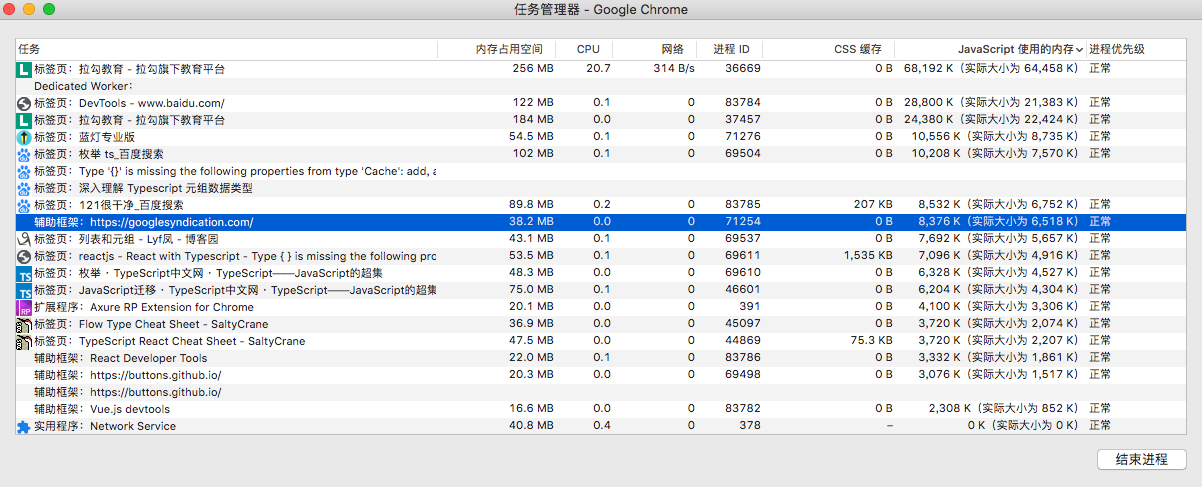 任务管理器 - Google Chrome
任务 内存占用空间 CPU 网络 进程 ID CSS 缓存 JavaScript 使用的内存 进程优先级
标签页：拉勾教育 - 拉勾旗下教育平台 256 MB 20.7 314 B/s 36669 0 B 68,192 K（实际大小为 64,458 K） 正常
Dedicated Worker：
标签页：DevTools - www.baidu.com/ 122 MB 0.1 0 83784 0 B 28,800 K（实际大小为 21,383 K） 正常
标签页：拉勾教育 - 拉勾旗下教育平台 184 MB 0.0 0 37457 0 B 24,380 K（实际大小为 22,424 K） 正常
标签页：蓝灯专业版 54.5 MB 0.1 0 71276 0 B 10,556 K（实际大小为 8,735 K） 正常
标签页：枚举 ts_百度搜索 102 MB 0.1 0 69504 0 B 10,208 K（实际大小为 7,570 K） 正常
标签页：Type '{}' is missing the following properties from type 'Cache': add, a
标签页：深入理解 Typescript 元组数据类型
标签页：121很干净_百度搜索 89.8 MB 0.2 0 83785 207 KB 8,532 K（实际大小为 6,752 K） 正常
辅助框架：https://googlesyndication.com/ 38.2 MB 0.0 0 71254 0 B 8,376 K（实际大小为 6,518 K） 正常
标签页：列表和元组 - Lyf凤 - 博客园 43.1 MB 0.1 0 69537 0 B 7,692 K（实际大小为 5,657 K） 正常
标签页：reactjs - React with Typescript - Type { } is missing the following prc 53.5 MB 0.1 0 69611 1,535 KB 7,096 K（实际大小为 4,916 K） 正常
标签页：枚举 · TypeScript中文网 · TypeScript——JavaScript的超集 48.3 MB 0.0 0 69610 0 B 6,328 K（实际大小为 4,527 K） 正常
标签页：JavaScript迁移 · TypeScript中文网 · TypeScript——JavaScript的超集 75.0 MB 0.1 0 46601 0 B 6,204 K（实际大小为 4,304 K） 正常
扩展程序：Axure RP Extension for Chrome 20.1 MB 0.0 0 391 0 B 4,100 K（实际大小为 3,306 K） 正常
标签页：Flow Type Cheat Sheet - SaltyCrane 36.9 MB 0.0 0 45097 0 B 3,720 K（实际大小为 2,074 K） 正常
标签页：TypeScript React Cheat Sheet - SaltyCrane 47.5 MB 0.0 0 44869 75.3 KB 3,720 K（实际大小为 2,207 K） 正常
辅助框架：React Developer Tools 22.0 MB 0.1 0 83786 0 B 3,332 K（实际大小为 1,861 K） 正常
辅助框架：https://buttons.github.io/ 20.3 MB 0.0 0 69498 0 B 3,076 K（实际大小为 1,517 K） 正常
辅助框架：https://buttons.github.io/
辅助框架：Vue.js devtools 16.6 MB 0.0 0 83782 0 B 2,308 K（实际大小为 852 K） 正常
实用程序：Network Service 40.8 MB 0.4 0 378 – 0 K（实际大小为 0 K） 正常
结束进程